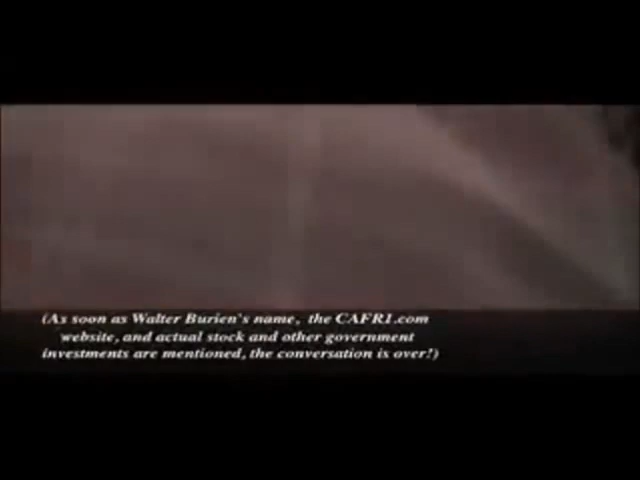 (As soon as Walter Burien's name, the CAFR1.com
website, and actual stock and other government
investments are mentioned, the conversation is over!)